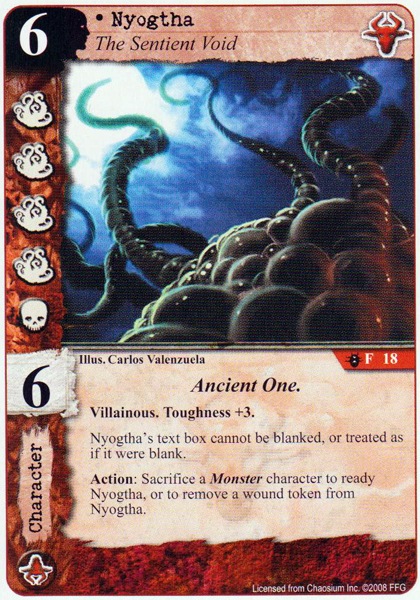 6
• Nyogtha
The Sentient Void
Illus. Carlos Valenzuela
F 18
6
Ancient One.
Villainous. Toughness +3.
Nyogtha's text box cannot be blanked, or treated as
if it were blank.
Action: Sacrifice a Monster character to ready
Nyogtha, or to remove a wound token from
Nyogtha.
Character
Licensed from Chaosium Inc. ©2008 FFG